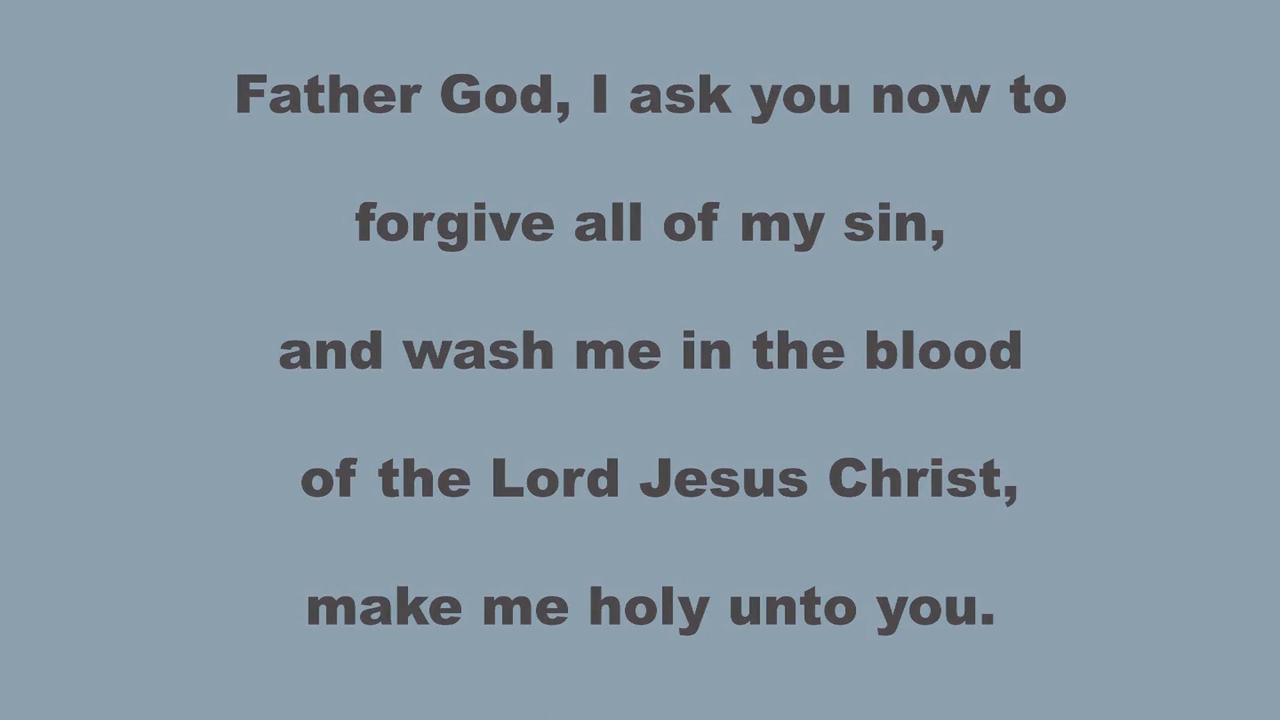 Father God, I ask you now to
forgive all of my sin,
and wash me in the blood
of the Lord Jesus Christ,
make me holy unto you.